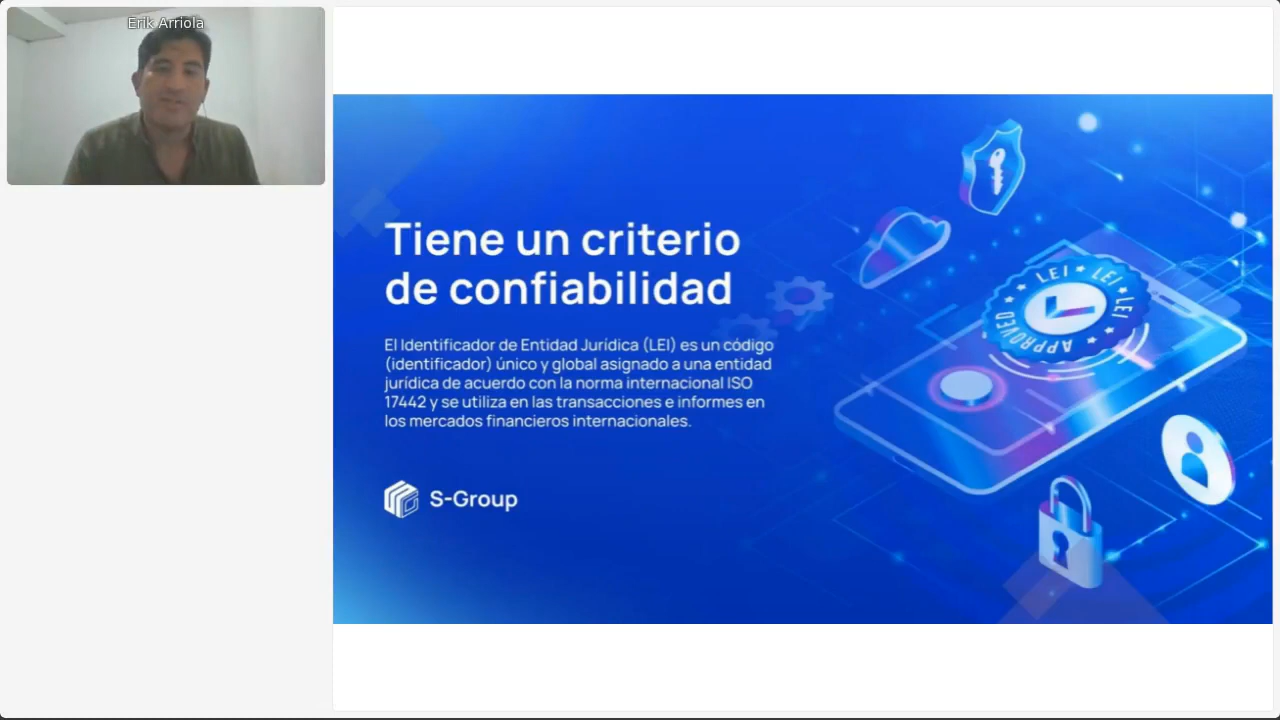 Erik Arriola
Tiene un criterio
de confiabilidad
El Identificador de Entidad Jurídica (LEI) es un código
(identificador) único y global asignado a una entidad
jurídica de acuerdo con la norma internacional ISO
17442 y se utiliza en las transacciones e informes en
los mercados financieros internacionales.
S-Group
LEI ★ LEI ★ LEI ★ APPROVED ★